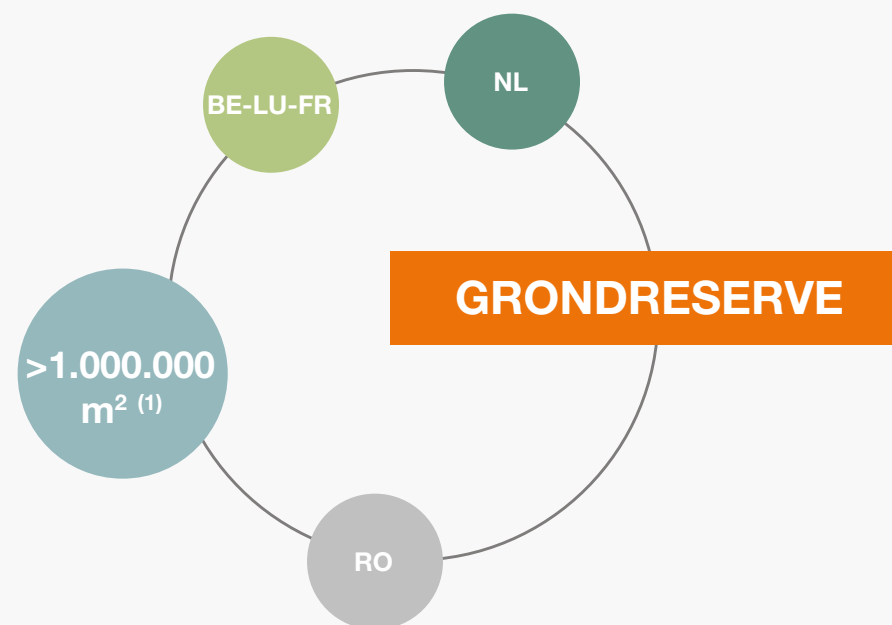 NL
BE-LU-FR
GRONDRESERVE
>1.000.000
m² ⁽¹⁾
RO